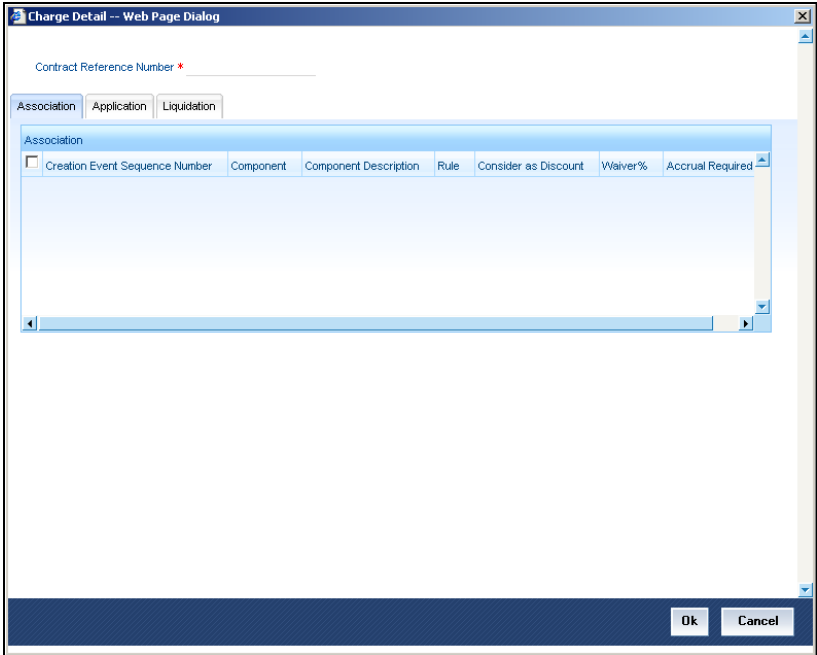 Charge Detail -- Web Page Dialog
Contract Reference Number *
Association Application Liquidation
Association
Creation Event Sequence Number Component Component Description Rule Consider as Discount Waiver% Accrual Required
Ok Cancel